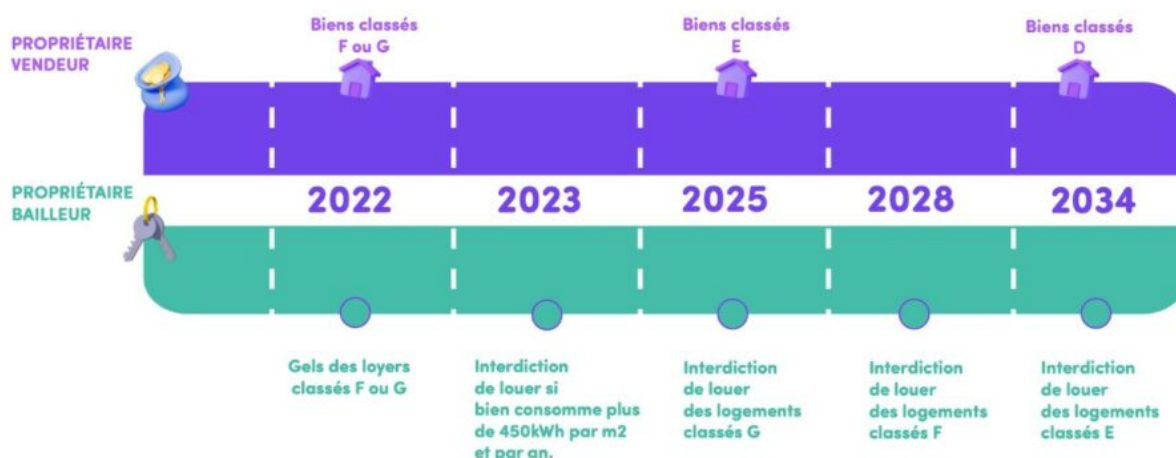 PROPRIÉTAIRE
VENDEUR
Biens classés
F ou G
Biens classés
E
Biens classés
D
PROPRIÉTAIRE
BAILLEUR
2022
2023
2025
2028
2034
Gels des loyers
classés F ou G
Interdiction
de louer si
bien consomme plus
de 450kWh par m2
et par an.
Interdiction
de louer
des logements
classés G
Interdiction
de louer
des logements
classés F
Interdiction
de louer
des logements
classés E